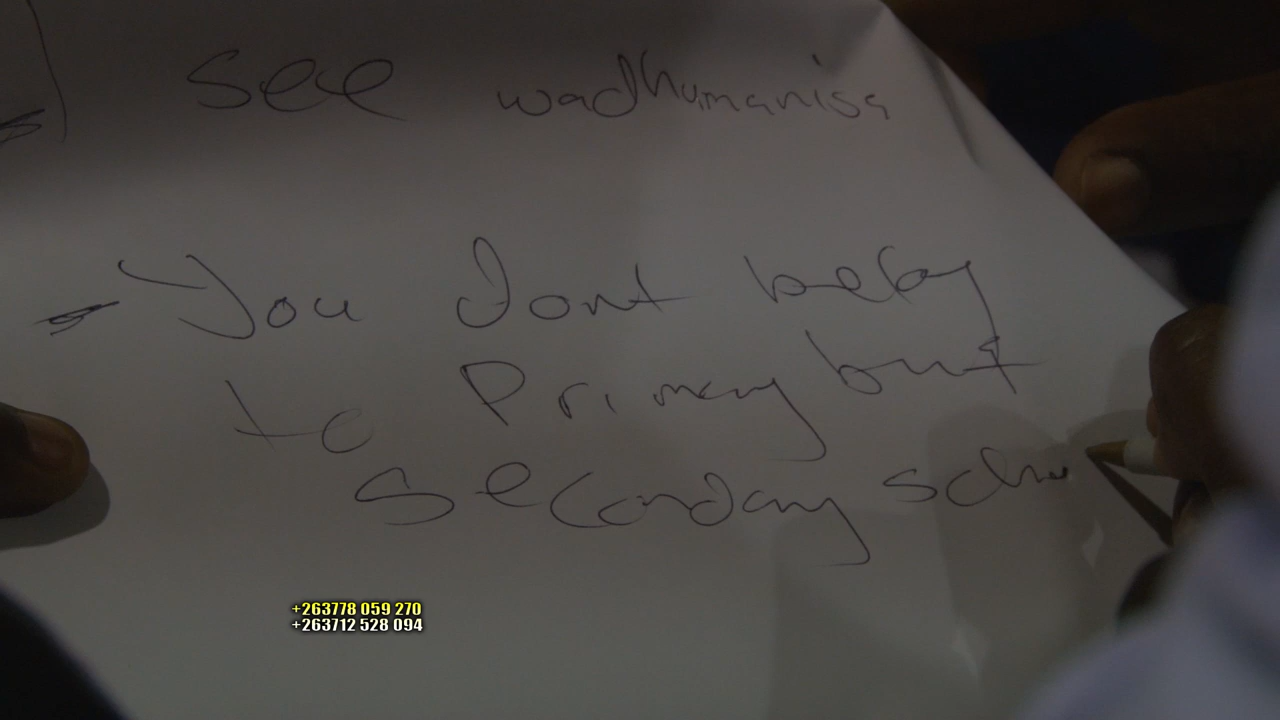 see wadhumanisa
You dont belong
to Primary but
secondary scho
+263778 059 270
+263712 528 094